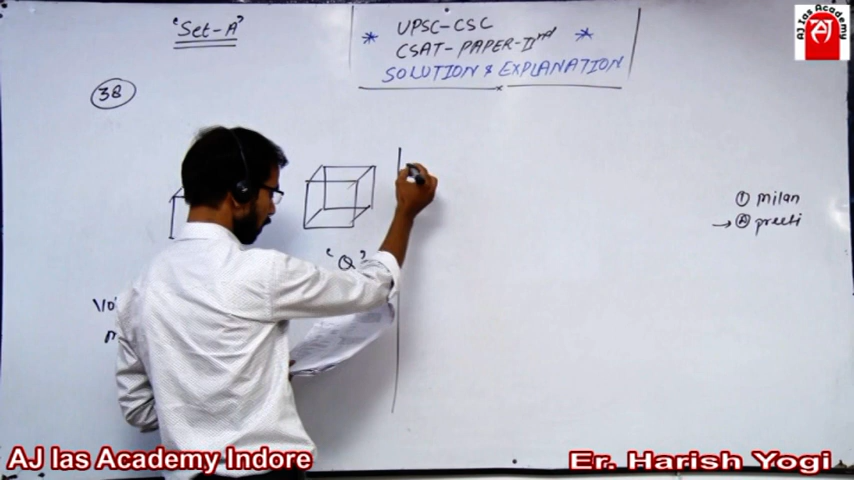 'Set-A'
* UPSC-CSC *
CSAT-PAPER-IInd
SOLUTION & EXPLANATION
AJ Ias Academy
AJ
38
① milan
→ ② preeti
'Q'
AJ Ias Academy Indore
Er. Harish Yogi